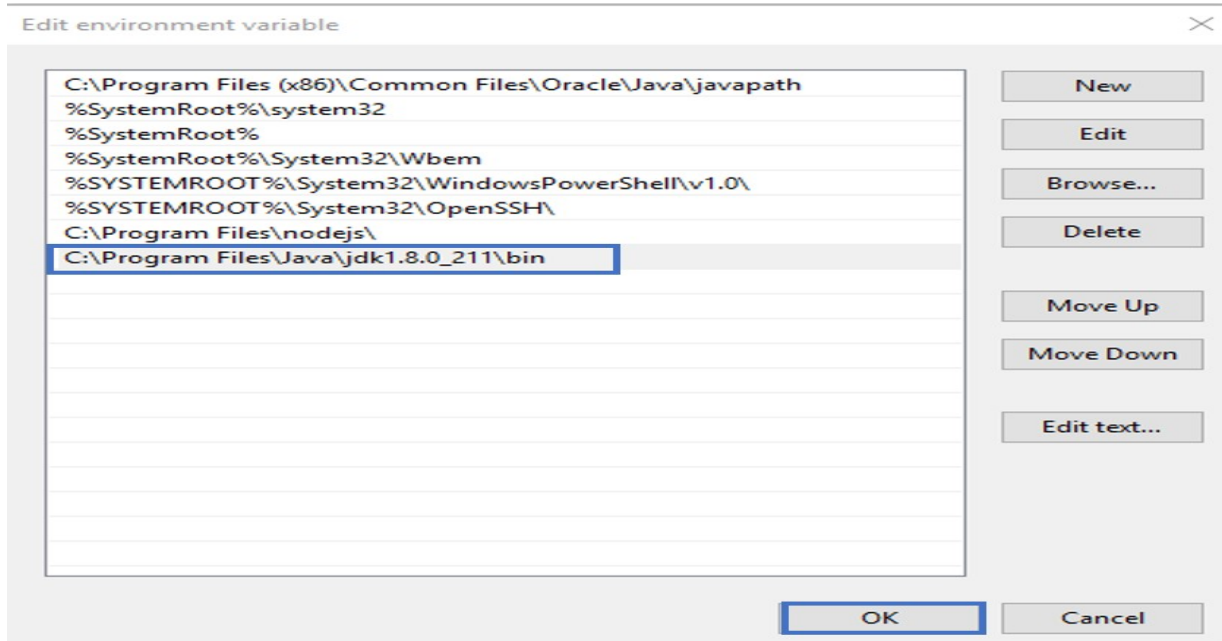 Edit environment variable
C:\Program Files (x86)\Common Files\Oracle\Java\javapath
%SystemRoot%\system32
%SystemRoot%
%SystemRoot%\System32\Wbem
%SYSTEMROOT%\System32\WindowsPowerShell\v1.0\
%SYSTEMROOT%\System32\OpenSSH\
C:\Program Files\nodejs\
C:\Program Files\Java\jdk1.8.0_211\bin
New
Edit
Browse...
Delete
Move Up
Move Down
Edit text...
OK
Cancel